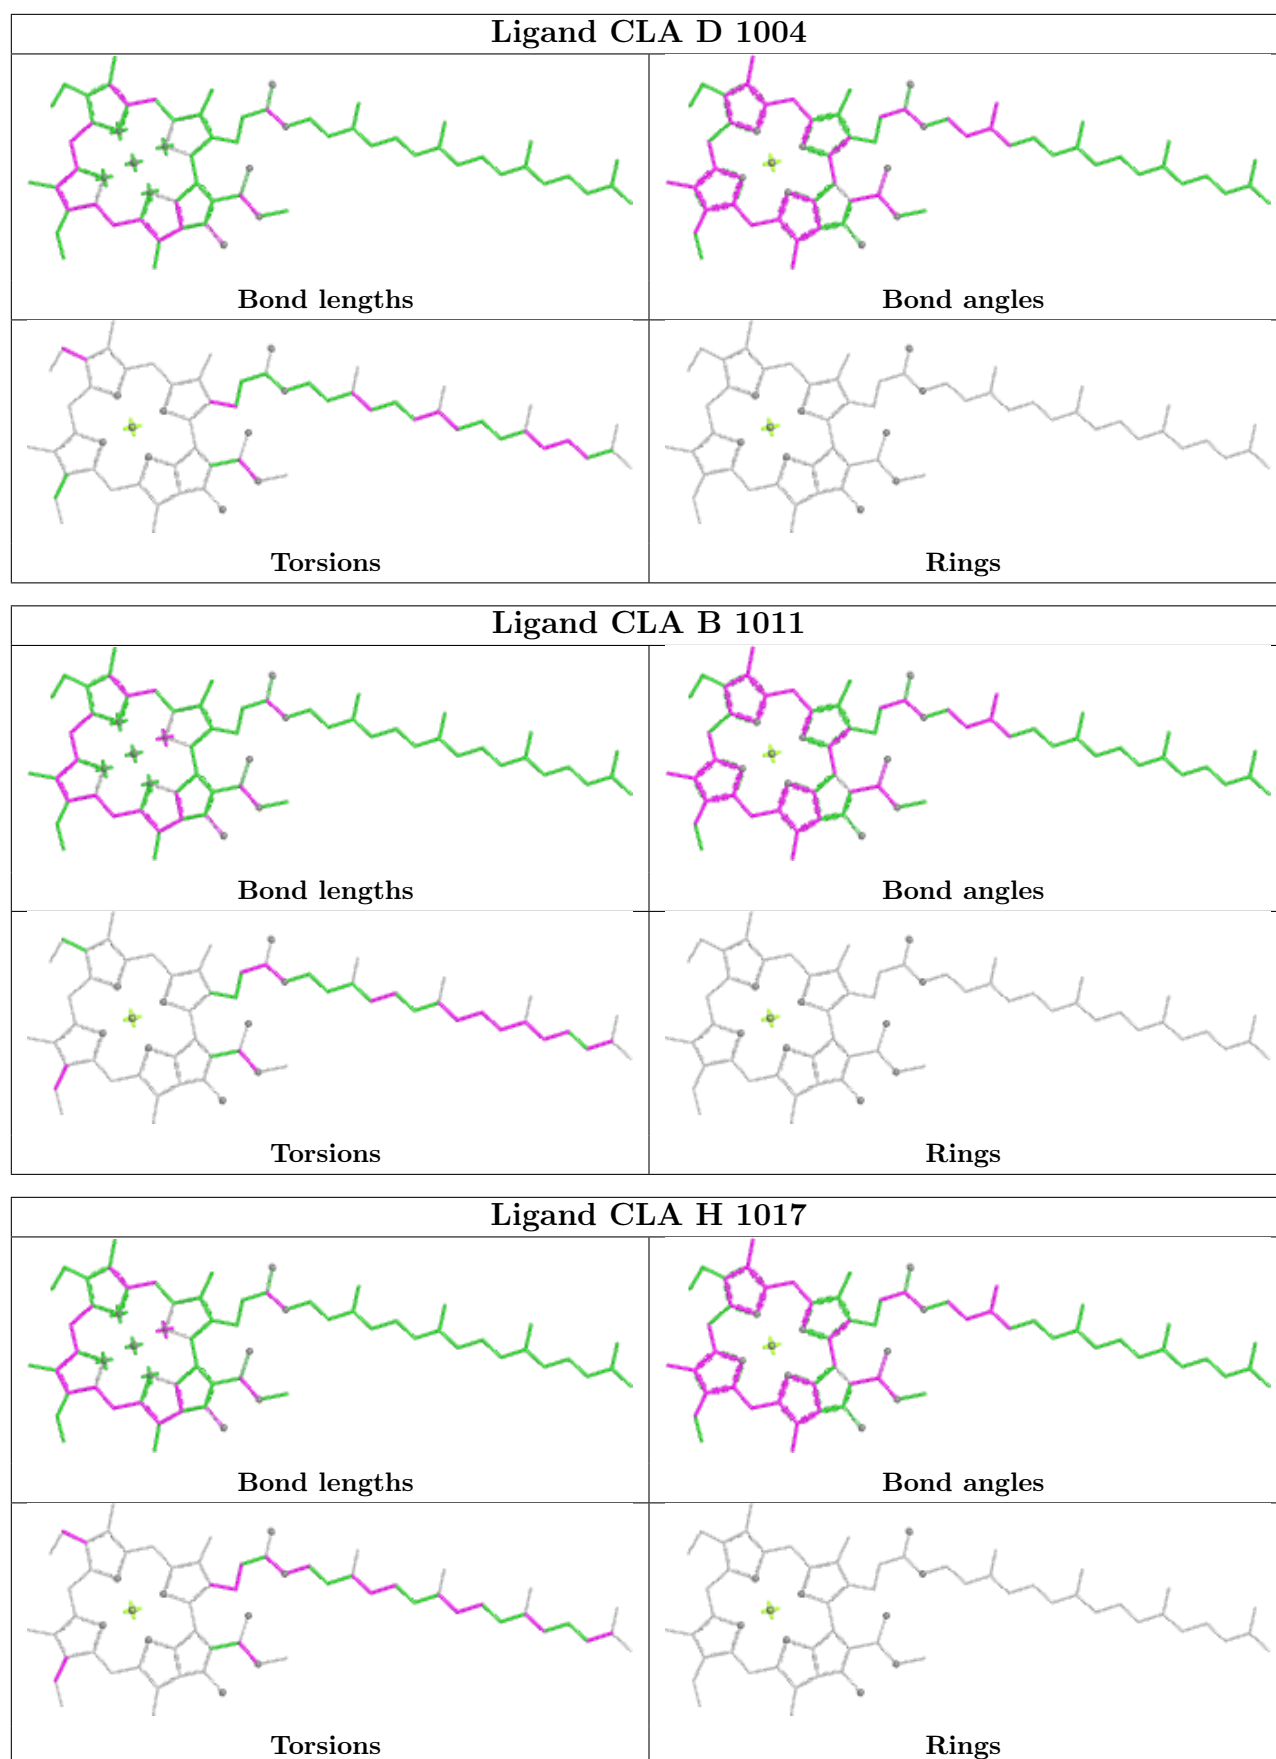 Ligand CLA D 1004
Bond lengths
Bond angles
Torsions
Rings
Ligand CLA B 1011
Bond lengths
Bond angles
Torsions
Rings
Ligand CLA H 1017
Bond lengths
Bond angles
Torsions
Rings